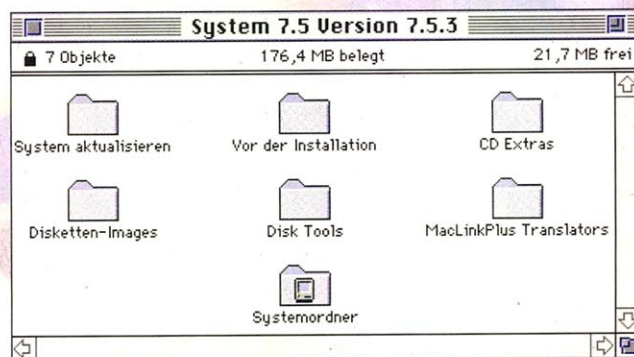 System 7.5 Version 7.5.3
7 Objekte 176,4 MB belegt 21,7 MB frei
System aktualisieren Vor der Installation CD Extras
Disketten-Images Disk Tools MacLinkPlus Translators
Systemordner